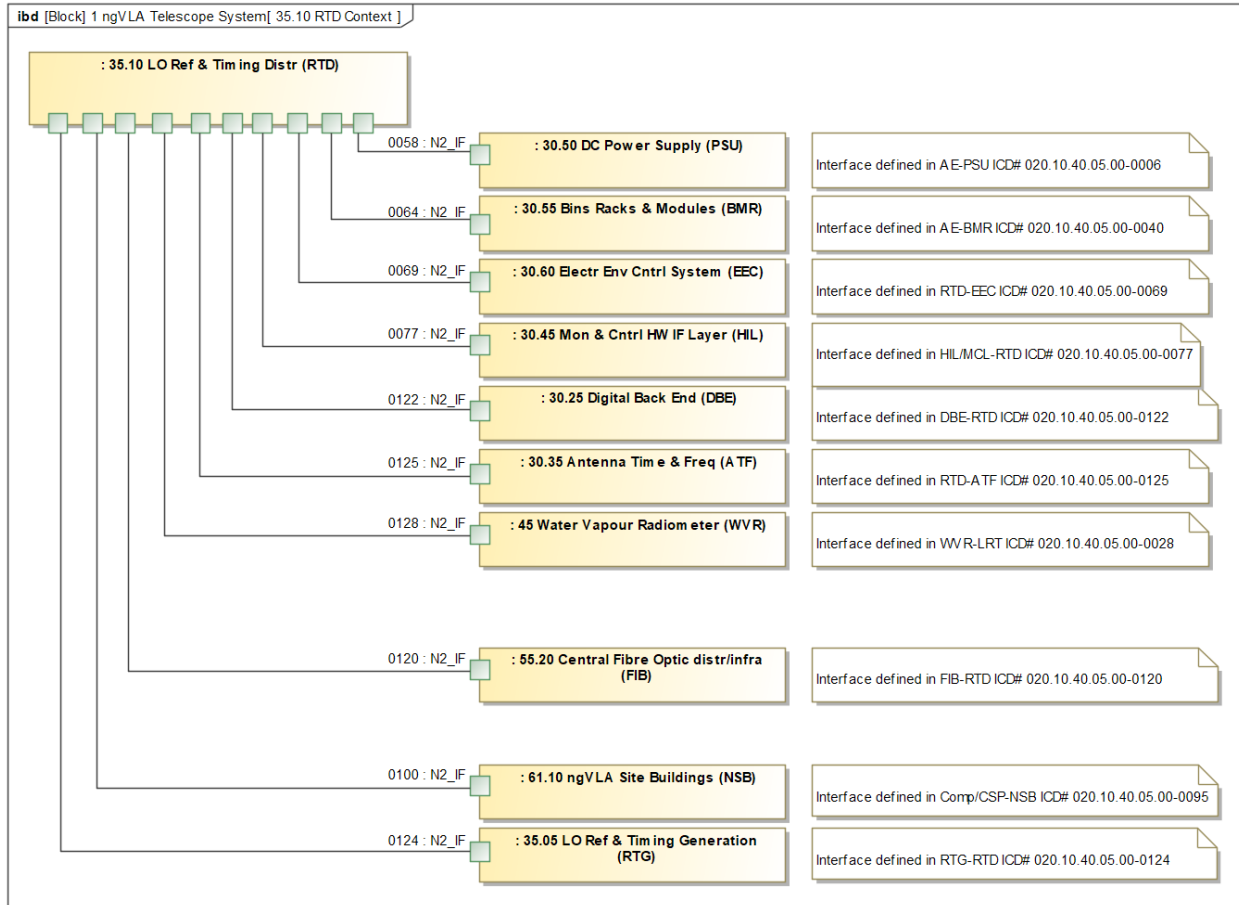 ibd [Block] 1 ngVLA Telescope System[ 35.10 RTD Context ]
: 35.10 LO Ref & Timing Distr (RTD)
0058 : N2_IF
: 30.50 DC Power Supply (PSU)
Interface defined in AE-PSU ICD# 020.10.40.05.00-0006
0064 : N2_IF
: 30.55 Bins Racks & Modules (BMR)
Interface defined in AE-BMR ICD# 020.10.40.05.00-0040
0069 : N2_IF
: 30.60 Electr Env Cntrl System (EEC)
Interface defined in RTD-EEC ICD# 020.10.40.05.00-0069
0077 : N2_IF
: 30.45 Mon & Cntrl HW IF Layer (HIL)
Interface defined in HIL/MCL-RTD ICD# 020.10.40.05.00-0077
0122 : N2_IF
: 30.25 Digital Back End (DBE)
Interface defined in DBE-RTD ICD# 020.10.40.05.00-0122
0125 : N2_IF
: 30.35 Antenna Time & Freq (ATF)
Interface defined in RTD-ATF ICD# 020.10.40.05.00-0125
0128 : N2_IF
: 45 Water Vapour Radiometer (WVR)
Interface defined in WVR-LRT ICD# 020.10.40.05.00-0028
0120 : N2_IF
: 55.20 Central Fibre Optic distr/infra
(FIB)
Interface defined in FIB-RTD ICD# 020.10.40.05.00-0120
0100 : N2_IF
: 61.10 ngVLA Site Buildings (NSB)
Interface defined in Comp/CSP-NSB ICD# 020.10.40.05.00-0095
0124 : N2_IF
: 35.05 LO Ref & Timing Generation
(RTG)
Interface defined in RTG-RTD ICD# 020.10.40.05.00-0124